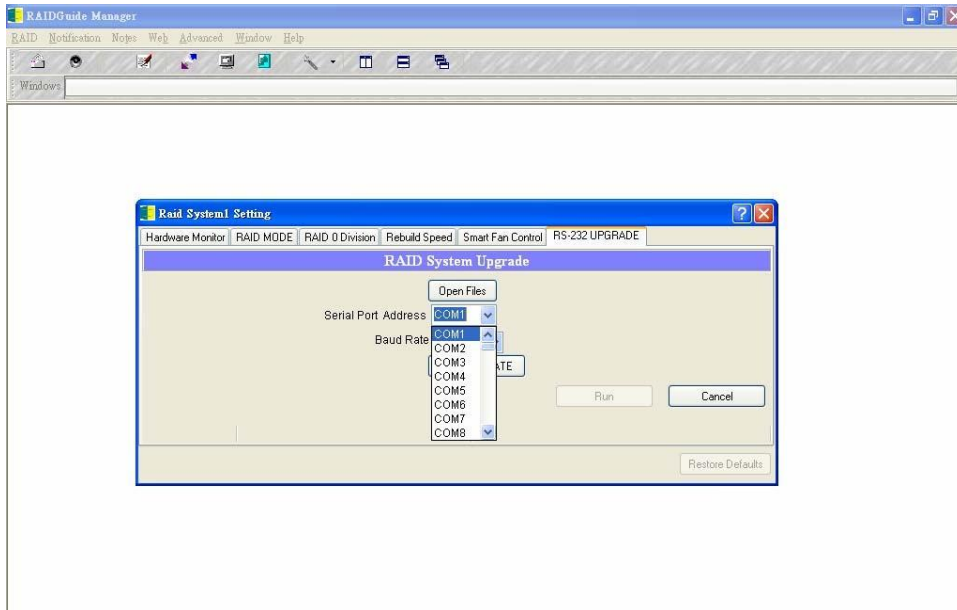 RAIDGuide Manager
RAID Notification Notes Web Advanced Window Help
Windows
Raid System1 Setting
Hardware Monitor RAID MODE RAID 0 Division Rebuild Speed Smart Fan Control RS-232 UPGRADE
RAID System Upgrade
Open Files
Serial Port Address COM1
Baud Rate
COM1
COM2
COM3
COM4
COM5
COM6
COM7
COM8
Run Cancel
Restore Defaults